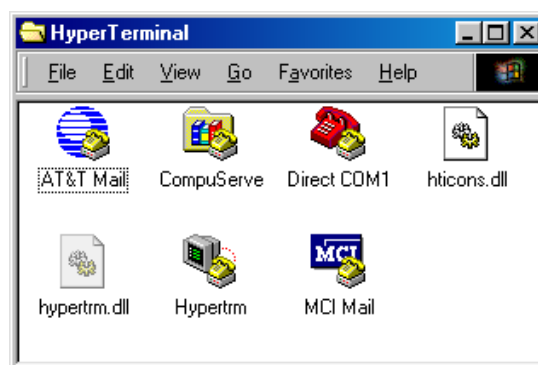 HyperTerminal
File Edit View Go Favorites Help
AT&T Mail CompuServe Direct COM1 hticons.dll
MCI
hypertrm.dll Hypertrm MCI Mail